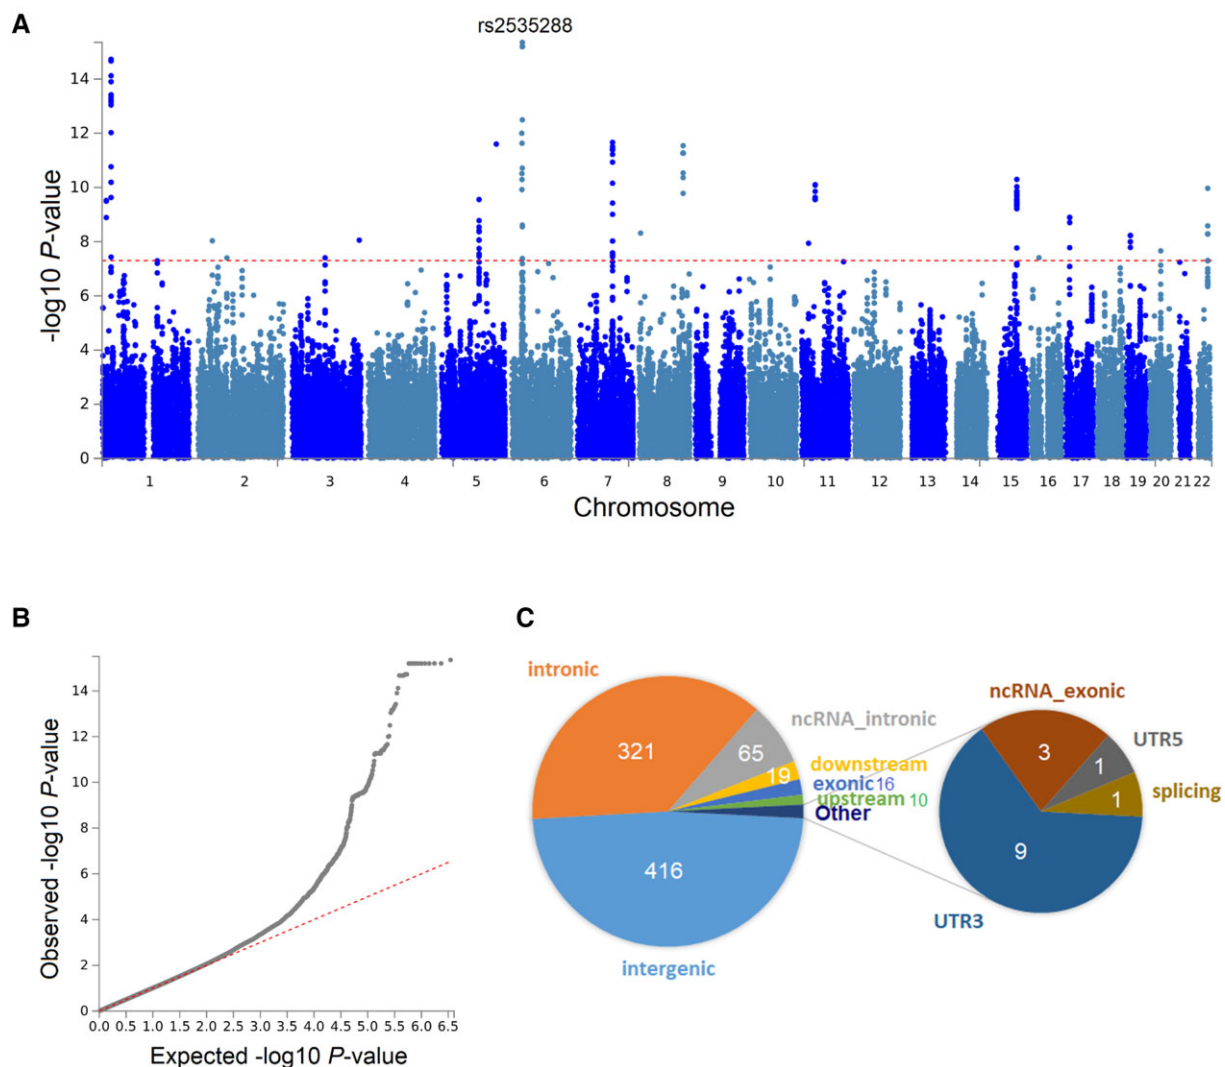 A
rs2535288
14
12
10
8
6
4
2
0
-log10 P-value
1 2 3 4 5 6 7 8 9 10 11 12 13 14 15 16 17 18 19 20 21 22
Chromosome
B
14
12
10
8
6
4
2
0
Observed -log10 P-value
0.0 0.5 1.0 1.5 2.0 2.5 3.0 3.5 4.0 4.5 5.0 5.5 6.0 6.5
Expected -log10 P-value
C
intronic
321
ncRNA_intronic
65
downstream
19
exonic 16
upstream 10
Other
416
intergenic
ncRNA_exonic
3
UTR5
1
splicing
1
9
UTR3